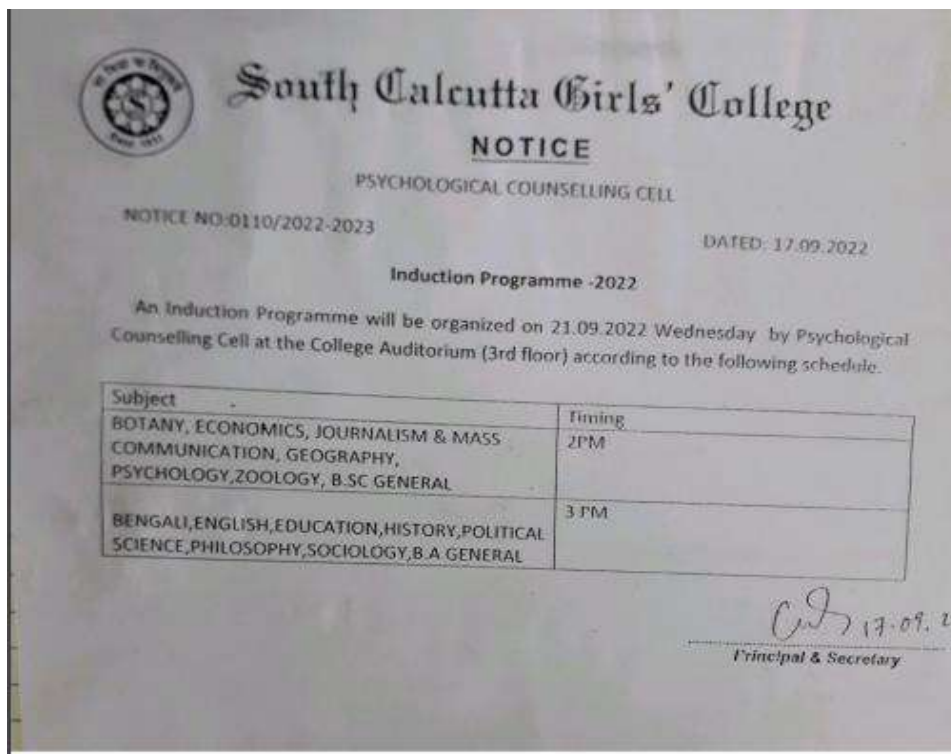 South Calcutta Girls' College
NOTICE
PSYCHOLOGICAL COUNSELLING CELL
NOTICE NO:0110/2022-2023
DATED: 17.09.2022
Induction Programme -2022
An Induction Programme will be organized on 21.09.2022 Wednesday by Psychological
Counselling Cell at the College Auditorium (3rd floor) according to the following schedule.
Subject Timing
BOTANY, ECONOMICS, JOURNALISM & MASS 2PM
COMMUNICATION, GEOGRAPHY,
PSYCHOLOGY,ZOOLOGY, B.SC GENERAL
3 PM
BENGALI,ENGLISH,EDUCATION,HISTORY,POLITICAL
SCIENCE,PHILOSOPHY,SOCIOLOGY,B.A GENERAL
17.09.2
Principal & Secretary